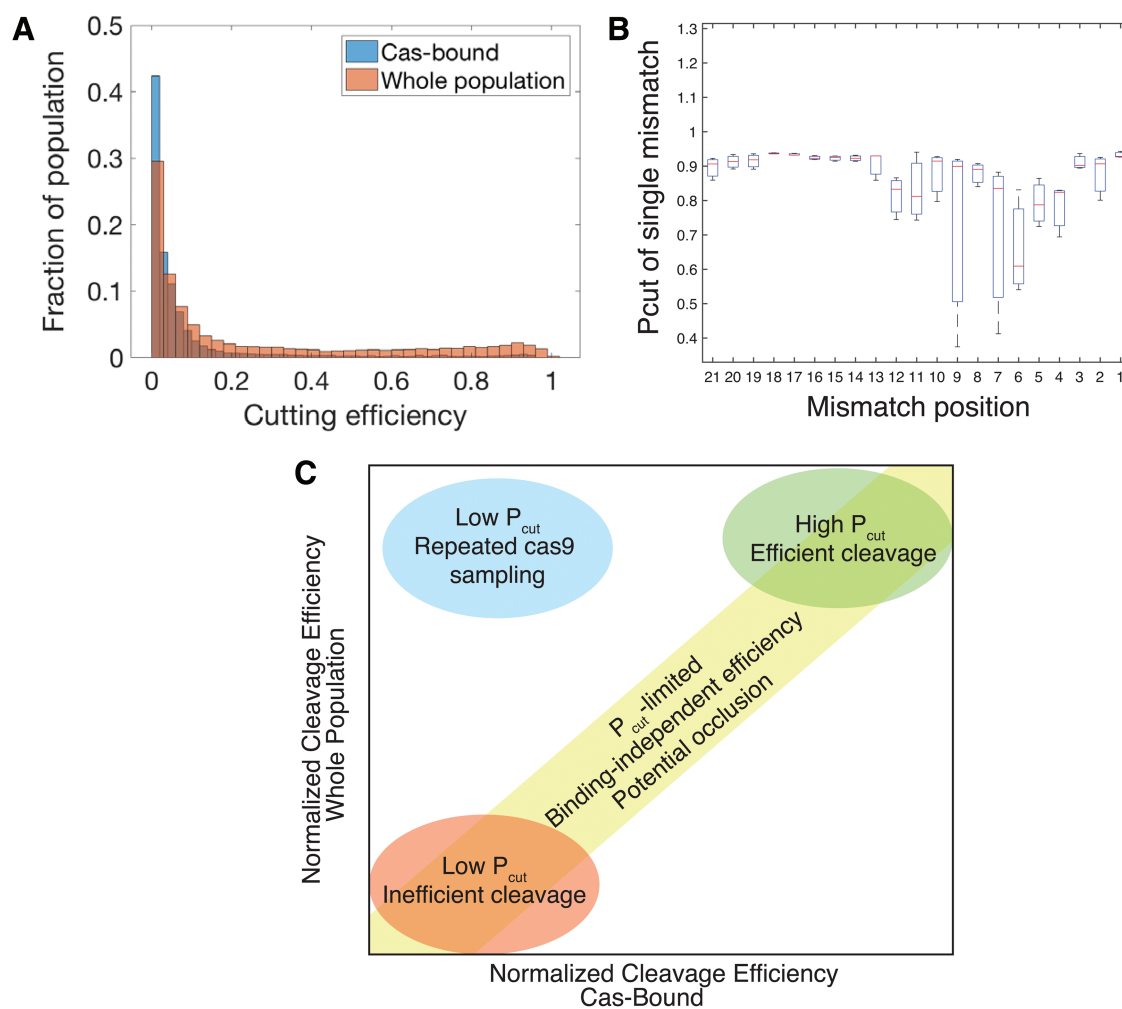 A
Fraction of population
0.5
0.4
0.3
0.2
0.1
0
Cas-bound
Whole population
0 0.2 0.4 0.6 0.8 1
Cutting efficiency
B
Pcut of single mismatch
1.3
1.2
1.1
1
0.9
0.8
0.7
0.6
0.5
0.4
21 20 19 18 17 16 15 14 13 12 11 10 9 8 7 6 5 4 3 2 1
Mismatch position
C
Normalized Cleavage Efficiency
Whole Population
Low Pcut
Repeated cas9
sampling
High Pcut
Efficient cleavage
Pcut-limited
Binding-independent efficiency
Potential occlusion
Low Pcut
Inefficient cleavage
Normalized Cleavage Efficiency
Cas-Bound